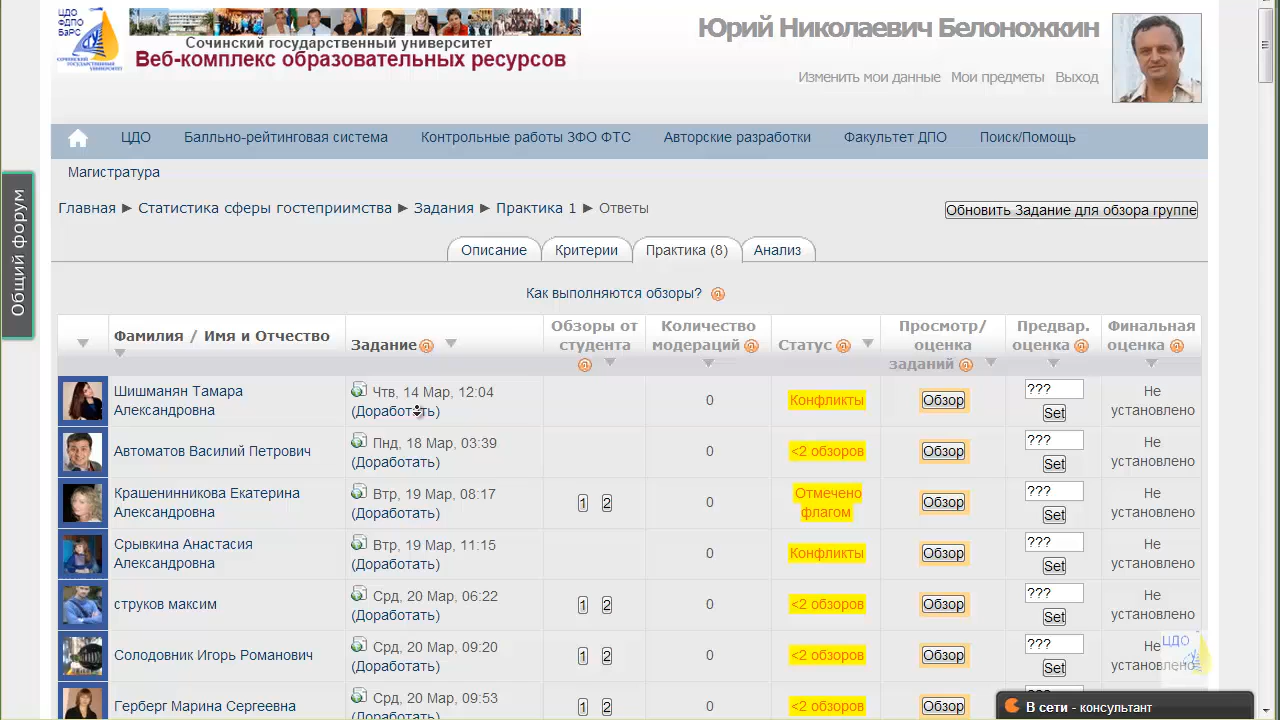 ЦДО
ФДПО
БаРС
СОЧИНСКИЙ ГОСУДАРСТВЕННЫЙ УНИВЕРСИТЕТ
Сочинский государственный университет
Веб-комплекс образовательных ресурсов
Юрий Николаевич Белоножкин
Изменить мои данные Мои предметы Выход
ЦДО Балльно-рейтинговая система Контрольные работы ЗФО ФТС Авторские разработки Факультет ДПО Поиск/Помощь
Магистратура
Общий форум
Главная ► Статистика сферы гостеприимства ► Задания ► Практика 1 ► Ответы
Обновить Задание для обзора группе
Описание Критерии Практика (8) Анализ
Как выполняются обзоры?
Фамилия / Имя и Отчество
Задание
Обзоры от студента
Количество модераций
Статус
Просмотр/ оценка заданий
Предвар. оценка
Финальная оценка
Шишманян Тамара Чтв, 14 Мар, 12:04 0 Конфликты Обзор ??? Не
Александровна (Доработать) Set установлено
Автоматов Василий Петрович Пнд, 18 Мар, 03:39 0 <2 обзоров Обзор ??? Не
(Доработать) Set установлено
Крашенинникова Екатерина Втр, 19 Мар, 08:17 1 2 0 Отмечено Обзор ??? Не
Александровна (Доработать) флагом Set установлено
Срывкина Анастасия Втр, 19 Мар, 11:15 0 Конфликты Обзор ??? Не
Александровна (Доработать) Set установлено
струков максим Срд, 20 Мар, 06:22 1 2 0 <2 обзоров Обзор ??? Не
(Доработать) Set установлено
Солодовник Игорь Романович Срд, 20 Мар, 09:20 1 2 0 <2 обзоров Обзор ??? Не
(Доработать) Set установлено
ЦДО
Герберг Марина Сергеевна Срд, 20 Мар, 09:53 1 2 0 <2 обзоров Обзор
(Доработать)
В сети - консультант